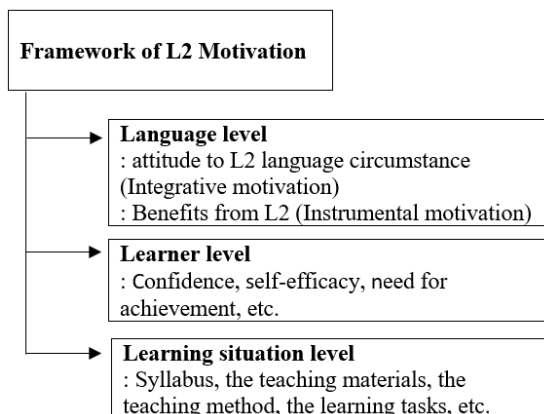 Framework of L2 Motivation
Language level
: attitude to L2 language circumstance
(Integrative motivation)
: Benefits from L2 (Instrumental motivation)
Learner level
: Confidence, self-efficacy, need for
achievement, etc.
Learning situation level
: Syllabus, the teaching materials, the
teaching method, the learning tasks, etc.